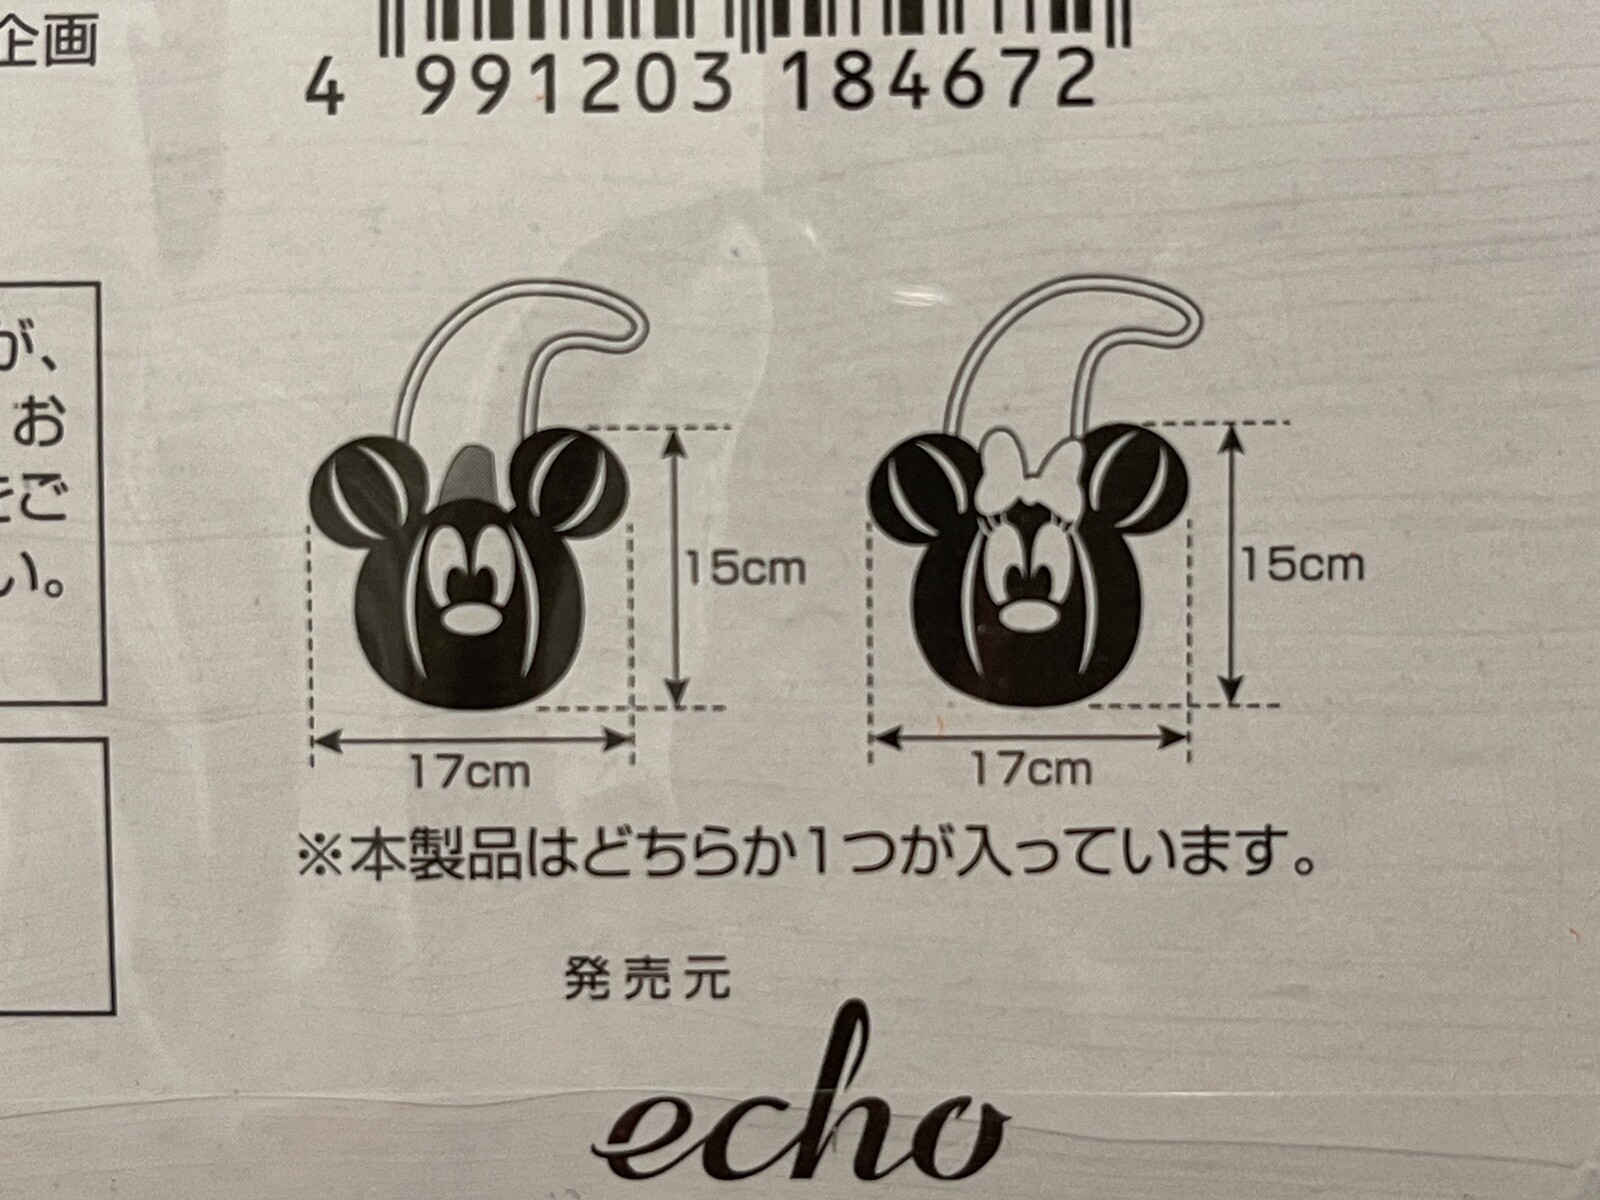 企画
4 991203 184672
が、
お
をご
い。
15cm
15cm
17cm
17cm
※本製品はどちらか1つが入っています。
発売元
echo